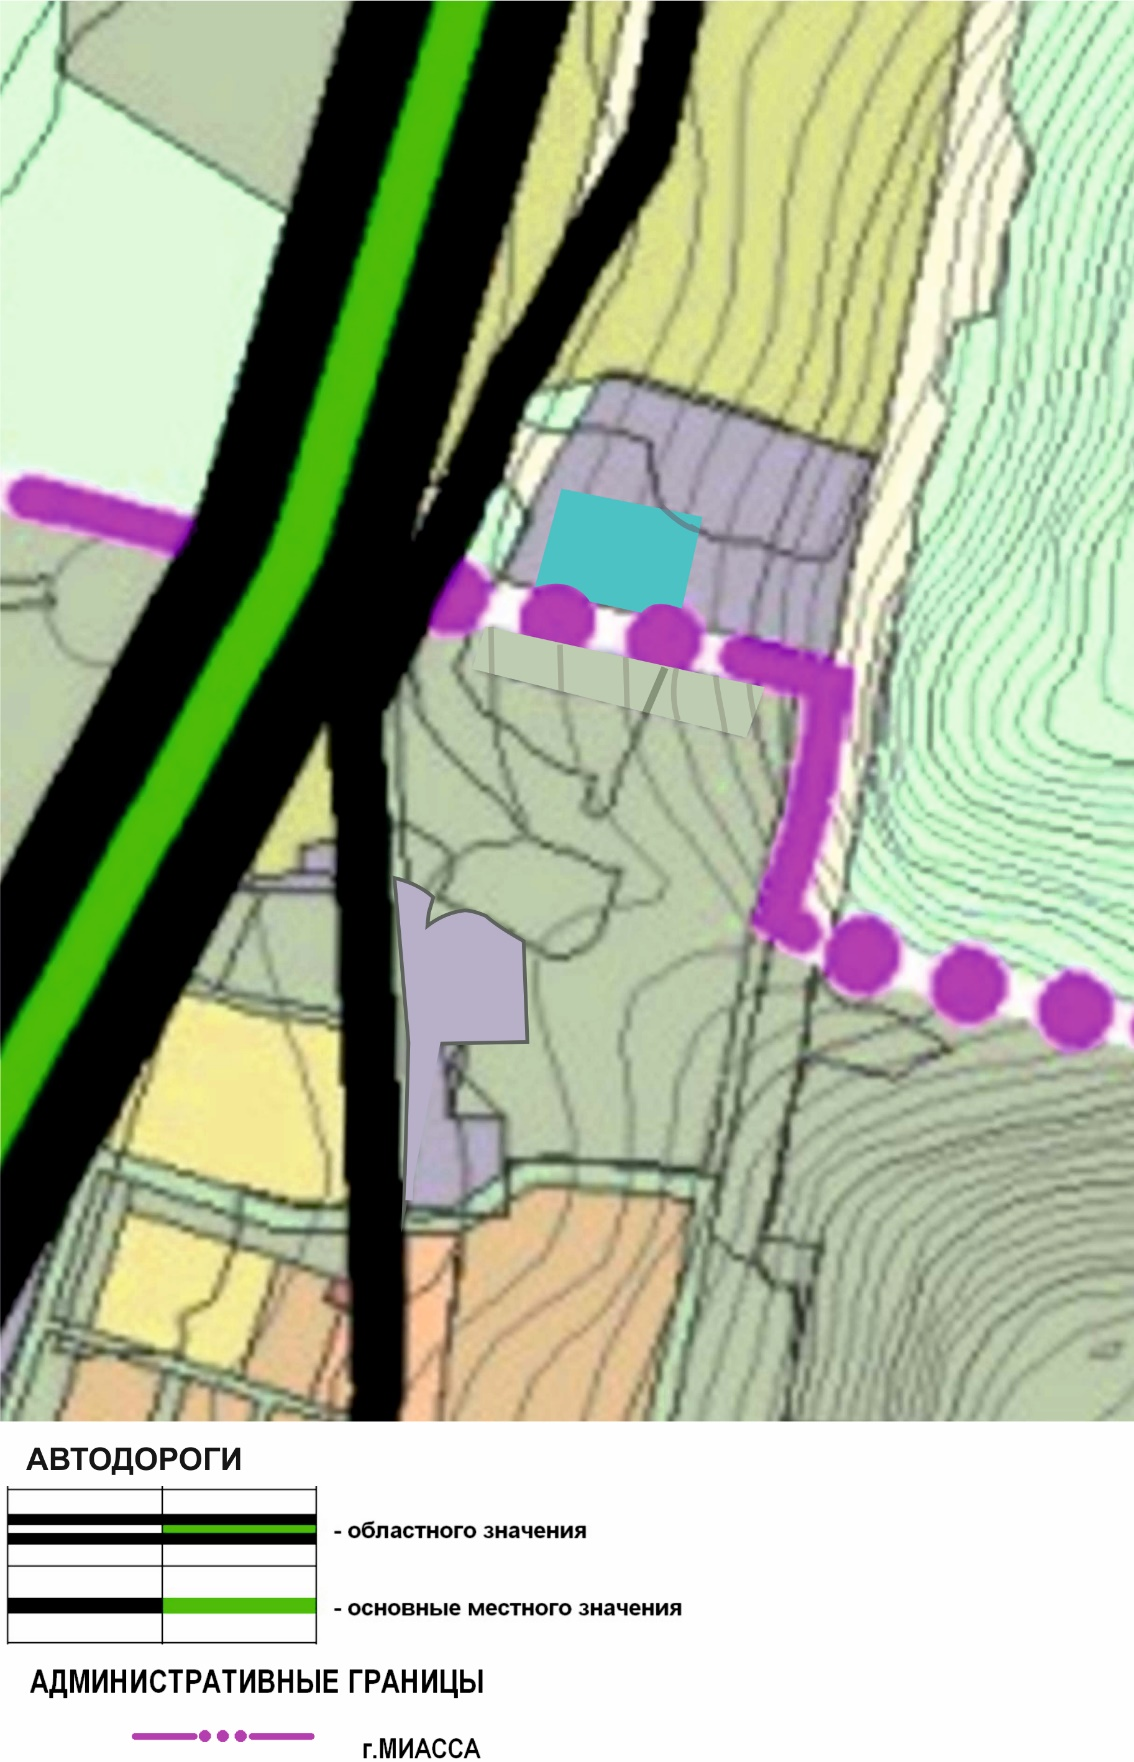 АВТОДОРОГИ
- областного значения
- основные местного значения
АДМИНИСТРАТИВНЫЕ ГРАНИЦЫ
г.МИАССА